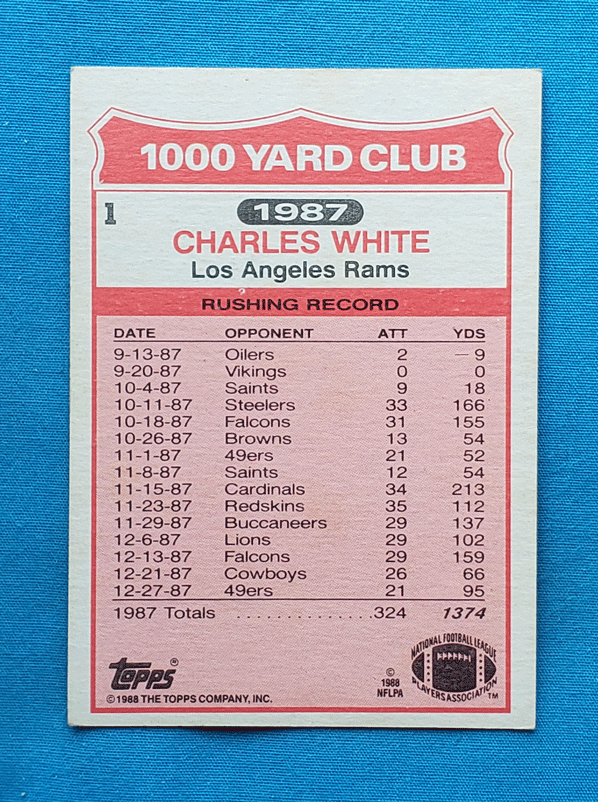 1000 YARD CLUB
1
1987
CHARLES WHITE
Los Angeles Rams
RUSHING RECORD
DATE OPPONENT ATT YDS
9-13-87 Oilers 2 —9
9-20-87 Vikings 0 0
10-4-87 Saints 9 18
10-11-87 Steelers 33 166
10-18-87 Falcons 31 155
10-26-87 Browns 13 54
11-1-87 49ers 21 52
11-8-87 Saints 12 54
11-15-87 Cardinals 34 213
11-23-87 Redskins 35 112
11-29-87 Buccaneers 29 137
12-6-87 Lions 29 102
12-13-87 Falcons 29 159
12-21-87 Cowboys 26 66
12-27-87 49ers 21 95
1987 Totals ...............324 1374
topps®
© 1988 THE TOPPS COMPANY, INC.
©
1988
NFLPA
NATIONAL FOOTBALL LEAGUE
PLAYERS ASSOCIATION
TM